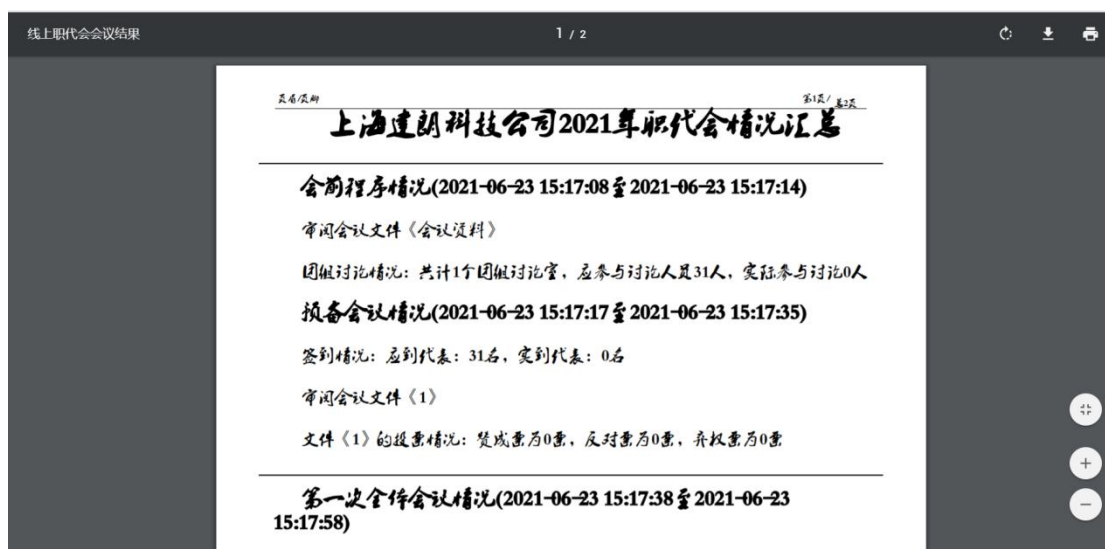 线上职代会会议结果
1 / 2
页眉/页脚
第1页/ 总2页
上海建朗科技公司2021年职代会情况汇总
会前程序情况(2021-06-23 15:17:08至2021-06-23 15:17:14)
审阅会议文件《会议资料》
团组讨论情况：共计1个团组讨论室，应参与讨论人员31人，实际参与讨论0人
预备会议情况(2021-06-23 15:17:17至2021-06-23 15:17:35)
签到情况：应到代表：31名，实到代表：0名
审阅会议文件《1》
文件《1》的投票情况：赞成票为0票，反对票为0票，弃权票为0票
第一次全体会议情况(2021-06-23 15:17:38至2021-06-23
15:17:58)